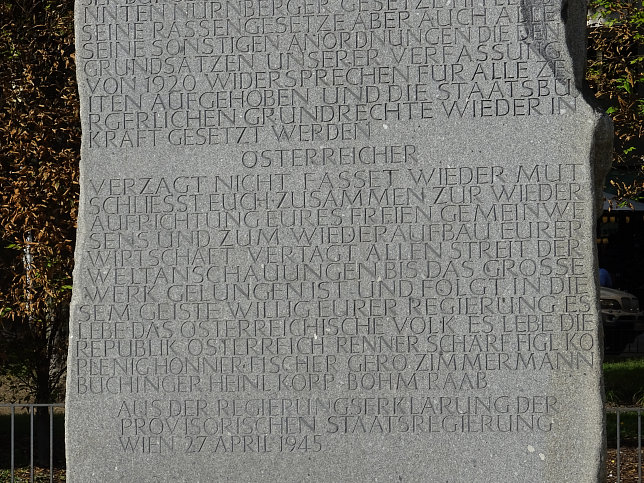 NNTEN NÜRNBERGER GESETZE
SEINE RASSENGESETZE ABER AUCH ALLE
SEINE SONSTIGEN ANORDNUNGEN DIE DEN
GRUNDSÄTZEN UNSERER VERFASSUNG
VON 1920 WIDERSPRECHEN FÜR ALLE ZE
ITEN AUFGEHOBEN UND DIE STAATSBÜ
RGERLICHEN GRUNDRECHTE WIEDER IN
KRAFT GESETZT WERDEN
ÖSTERREICHER
VERZAGT NICHT FASSET WIEDER MUT
SCHLIESST EUCH ZUSAMMEN ZUR WIEDER
AUFRICHTUNG EURES FREIEN GEMEINWE
SENS UND ZUM WIEDERAUFBAU EURER
WIRTSCHAFT VERTAGT ALLEN STREIT DER
WELTANSCHAUUNGEN BIS DAS GROSSE
WERK GELUNGEN IST UND FOLGT IN DIE
SEM GEISTE WILLIG EURER REGIERUNG ES
LEBE DAS ÖSTERREICHISCHE VOLK ES LEBE DIE
REPUBLIK ÖSTERREICH RENNER SCHÄRF FIGL KO
PLENIG HONNER FISCHER GERÖ ZIMMERMANN
BUCHINGER HEINL KORP BÖHM RAAB
AUS DER REGIERUNGSERKLÄRUNG DER
PROVISORISCHEN STAATSREGIERUNG
WIEN 27 APRIL 1945